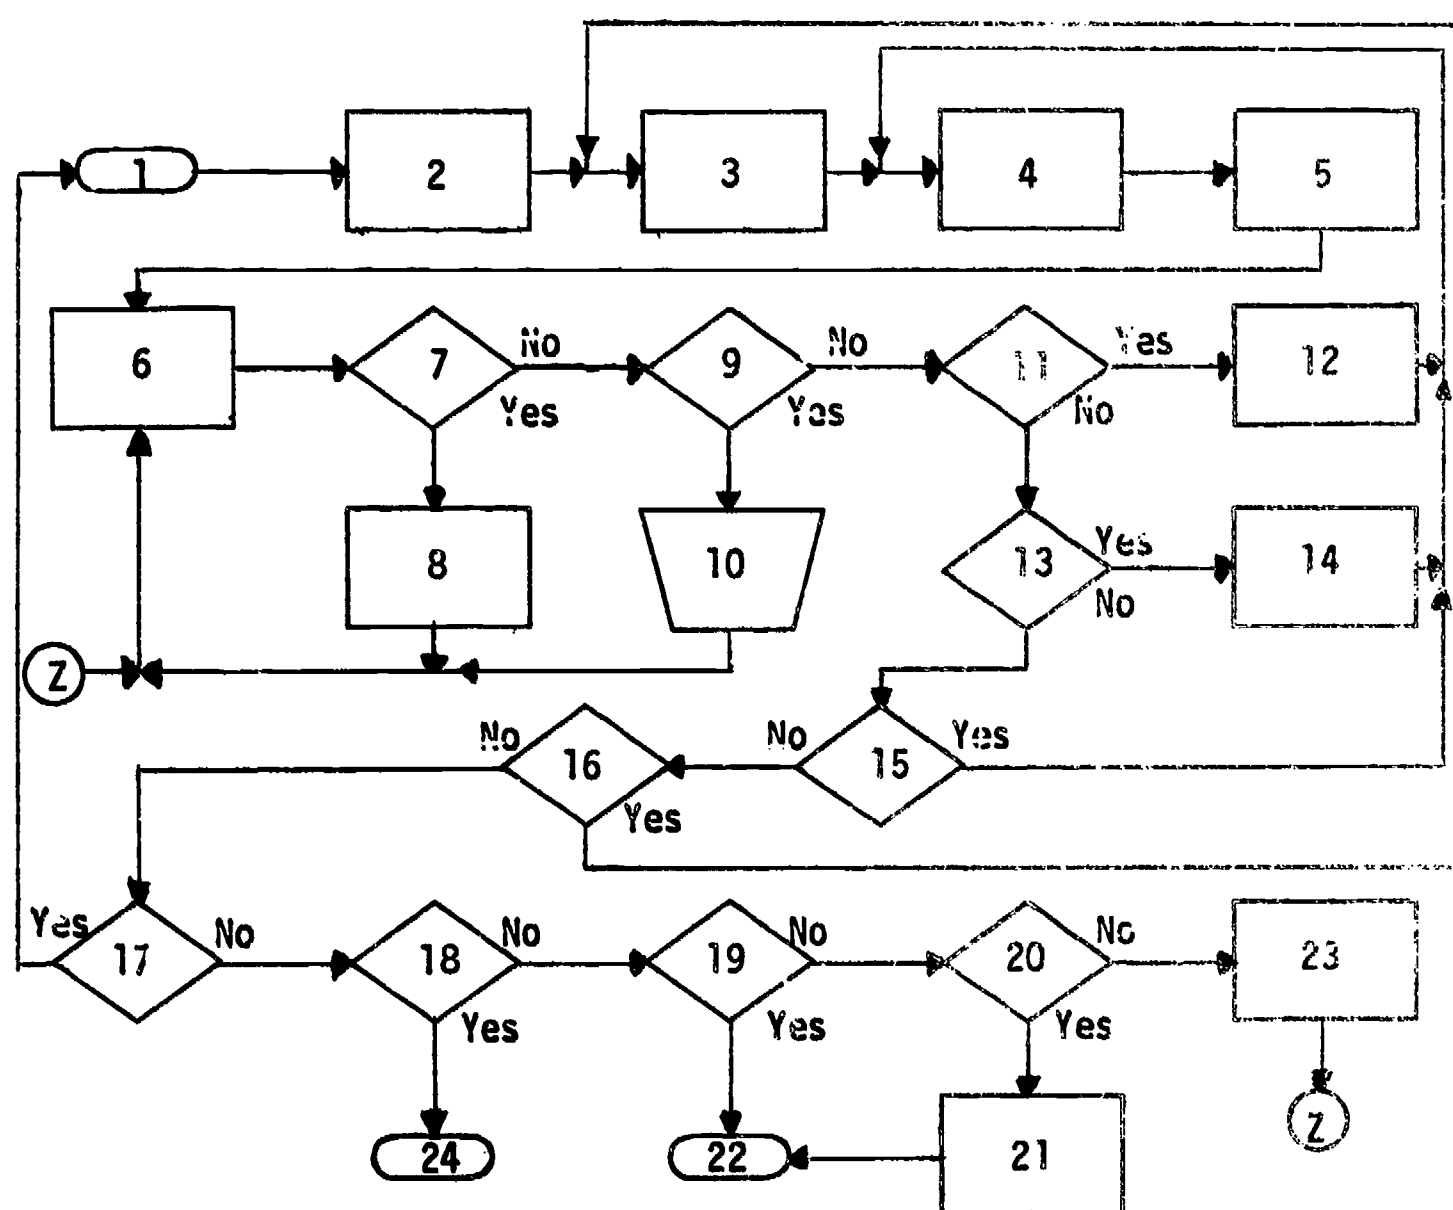 1 2 3 4 5
6 7 No 9 No 11 Yes 12
Yes Yes No
8 10 13 Yes 14
No
Z
No 16 No 15 Yes
Yes
Yes 17 No 18 No 19 No 20 No 23
Yes Yes Yes
24 22 21 Z